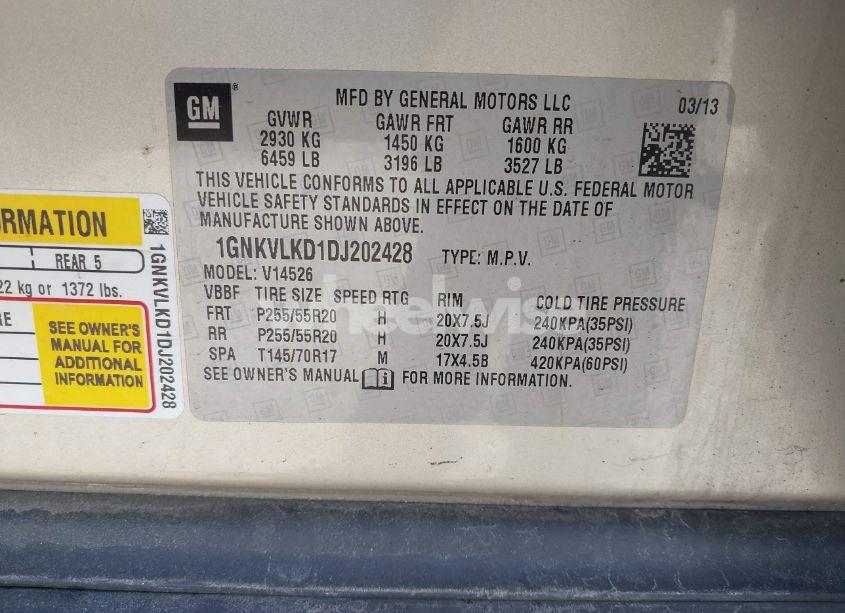 GM
MFD BY GENERAL MOTORS LLC 03/13
GVWR GAWR FRT GAWR RR
2930 KG 1450 KG 1600 KG
6459 LB 3196 LB 3527 LB
THIS VEHICLE CONFORMS TO ALL APPLICABLE U.S. FEDERAL MOTOR
VEHICLE SAFETY STANDARDS IN EFFECT ON THE DATE OF
MANUFACTURE SHOWN ABOVE.
1GNKVLKD1DJ202428 TYPE: M.P.V.
MODEL: V14526
VBBF TIRE SIZE SPEED RTG RIM COLD TIRE PRESSURE
FRT P255/55R20 H 20X7.5J 240KPA(35PSI)
RR P255/55R20 H 20X7.5J 240KPA(35PSI)
SPA T145/70R17 M 17X4.5B 420KPA(60PSI)
SEE OWNER'S MANUAL FOR MORE INFORMATION.
ORMATION
REAR 5
22 kg or 1372 lbs.
RE
SEE OWNER'S
MANUAL FOR
ADDITIONAL
INFORMATION
1GNKVLKD1DJ202428